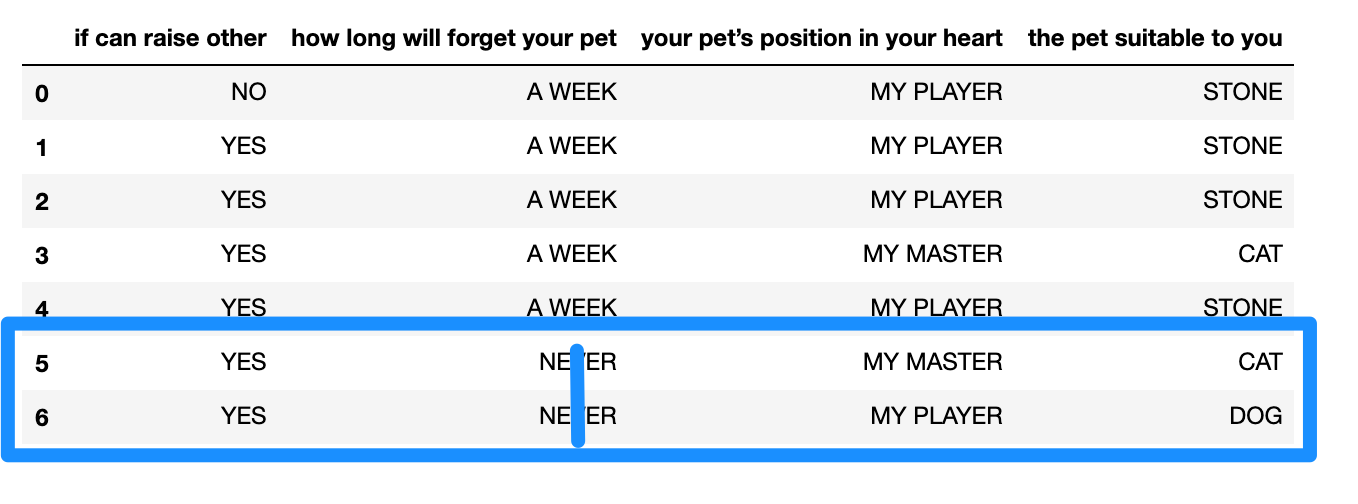 if can raise other how long will forget your pet your pet’s position in your heart the pet suitable to you
0 NO A WEEK MY PLAYER STONE
1 YES A WEEK MY PLAYER STONE
2 YES A WEEK MY PLAYER STONE
3 YES A WEEK MY MASTER CAT
4 YES A WEEK MY PLAYER STONE
5 YES NEVER MY MASTER CAT
6 YES NEVER MY PLAYER DOG